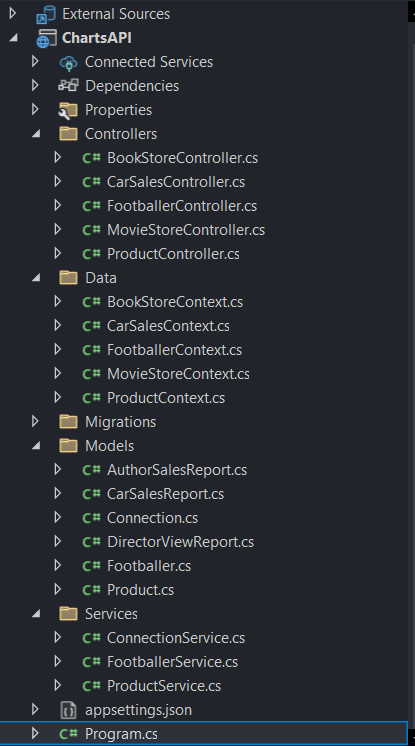 External Sources
ChartsAPI
Connected Services
Dependencies
Properties
Controllers
C# BookStoreController.cs
C# CarSalesController.cs
C# FootballerController.cs
C# MovieStoreController.cs
C# ProductController.cs
Data
C# BookStoreContext.cs
C# CarSalesContext.cs
C# FootballerContext.cs
C# MovieStoreContext.cs
C# ProductContext.cs
Migrations
Models
C# AuthorSalesReport.cs
C# CarSalesReport.cs
C# Connection.cs
C# DirectorViewReport.cs
C# Footballer.cs
C# Product.cs
Services
C# ConnectionService.cs
C# FootballerService.cs
C# ProductService.cs
appsettings.json
C# Program.cs